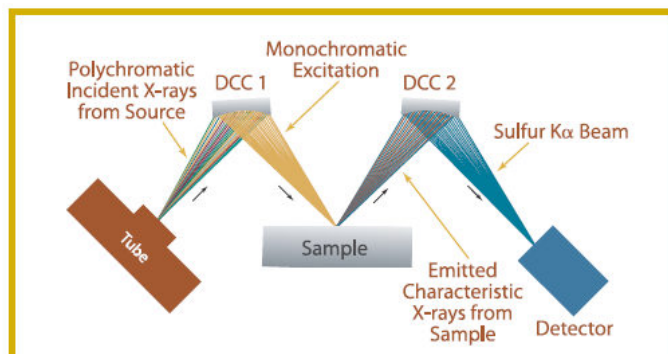 Monochromatic
Excitation
Polychromatic
Incident X-rays
from Source
DCC 1
DCC 2
Sulfur Kα Beam
Tube
Sample
Emitted
Characteristic
X-rays from
Sample
Detector